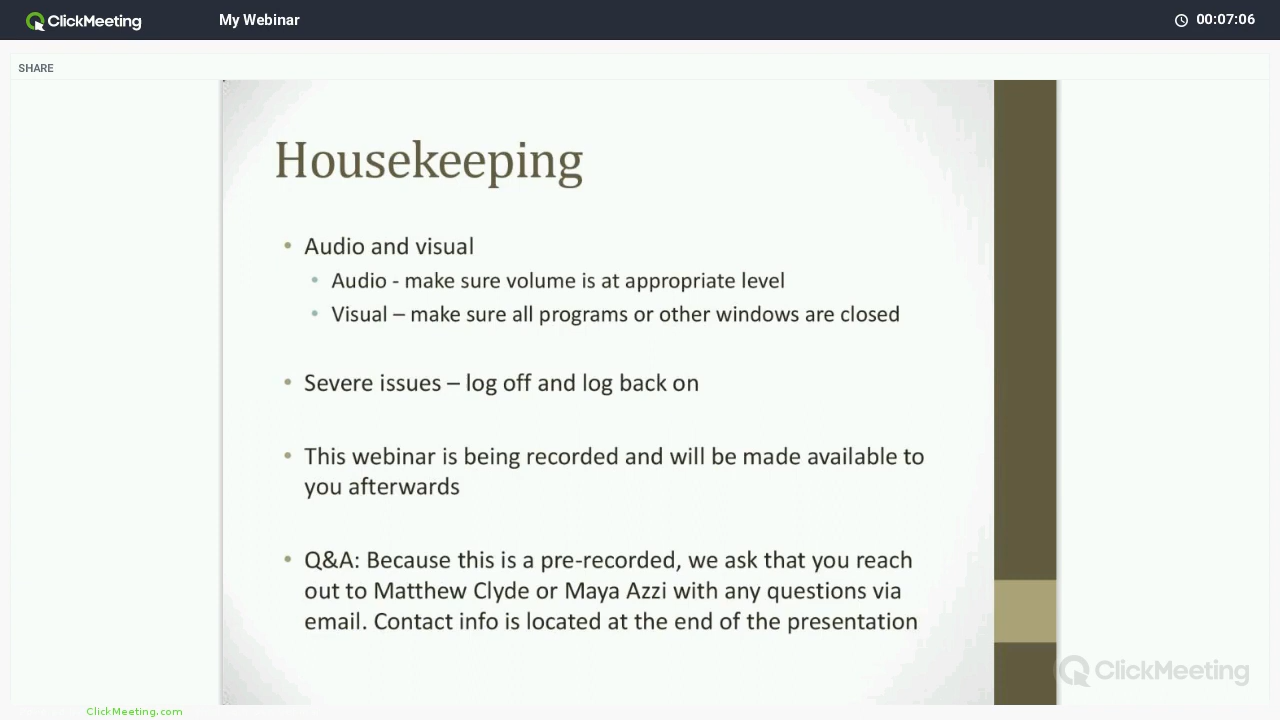 ClickMeeting
My Webinar
00:07:06
SHARE
Housekeeping
• Audio and visual
• Audio - make sure volume is at appropriate level
• Visual – make sure all programs or other windows are closed
• Severe issues – log off and log back on
• This webinar is being recorded and will be made available to
you afterwards
• Q&A: Because this is a pre-recorded, we ask that you reach
out to Matthew Clyde or Maya Azzi with any questions via
email. Contact info is located at the end of the presentation
ClickMeeting
ClickMeeting.com